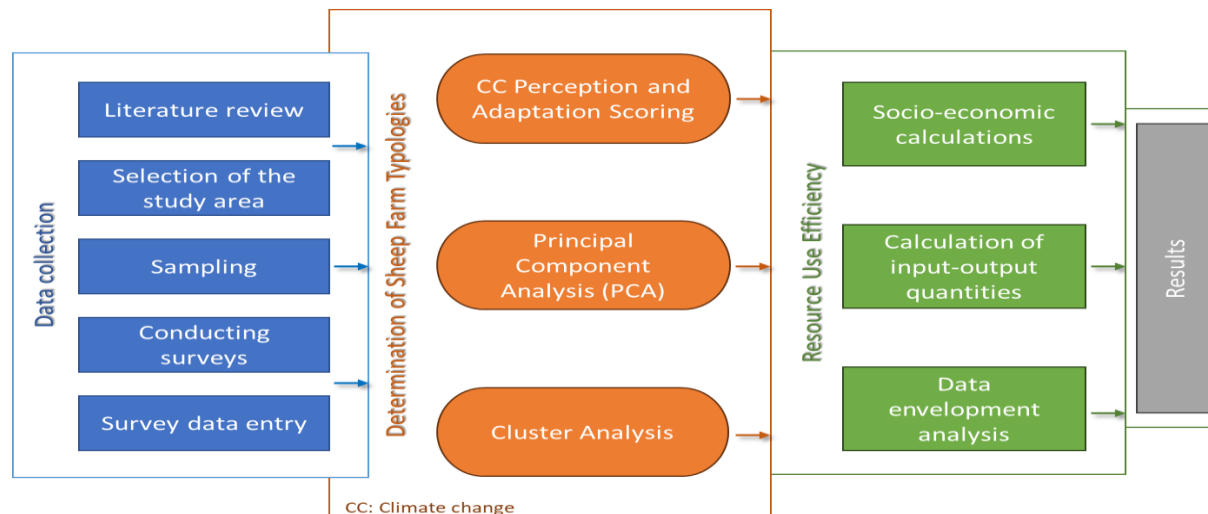 Data collection
Literature review
Selection of the
study area
Sampling
Conducting
surveys
Survey data entry
Determination of Sheep Farm Typologies
CC Perception and
Adaptation Scoring
Principal
Component
Analysis (PCA)
Cluster Analysis
CC: Climate change
Resource Use Efficiency
Socio-economic
calculations
Calculation of
input-output
quantities
Data
envelopment
analysis
Results